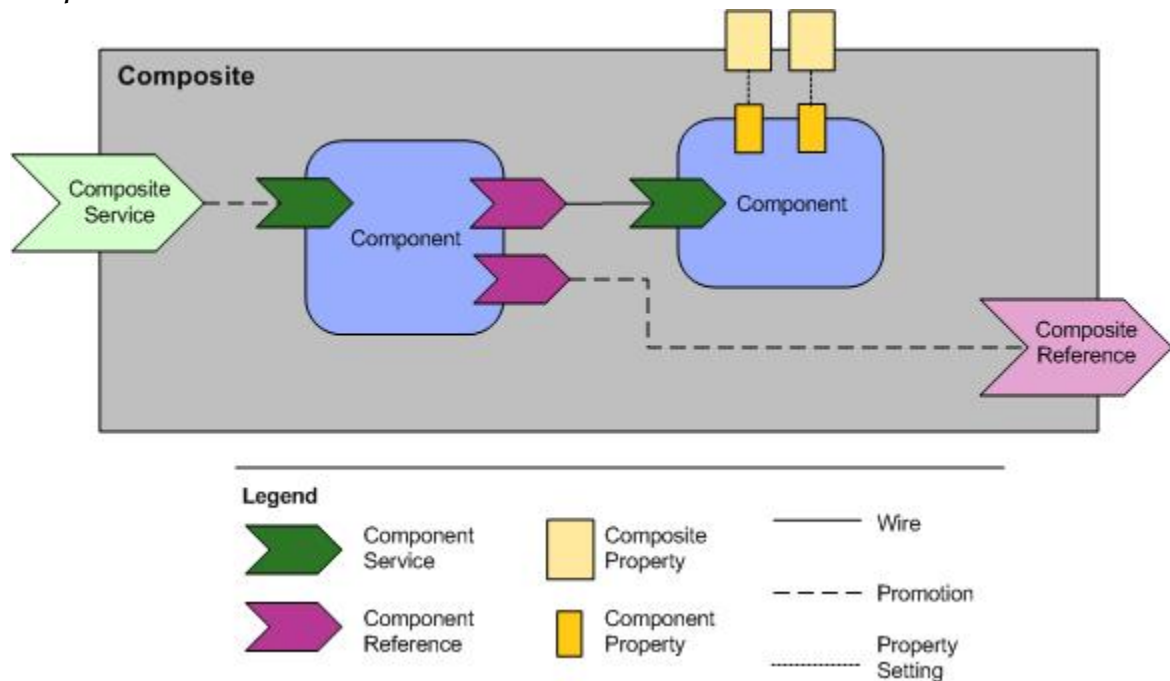 Composite
Composite
Service
Component
Component
Composite
Reference
Legend
Component
Service
Composite
Property
Wire
Component
Reference
Component
Property
Promotion
Property
Setting